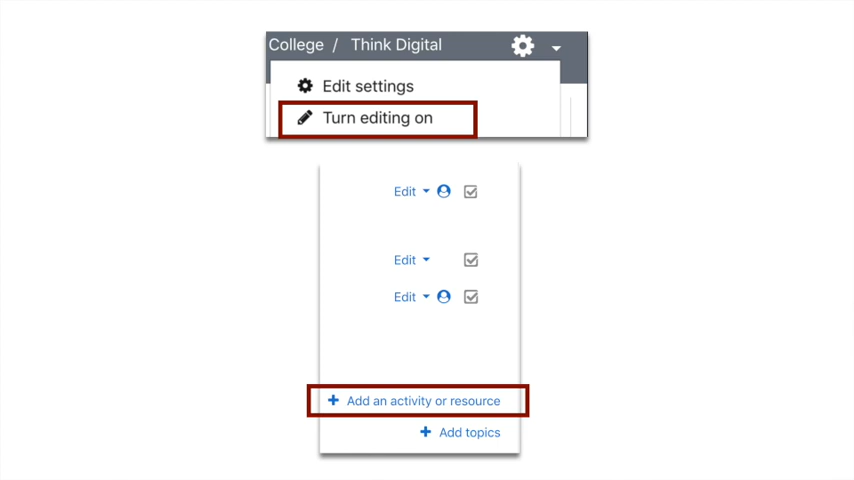 College / Think Digital
Edit settings
Turn editing on
Edit
Edit
Edit
+ Add an activity or resource
+ Add topics